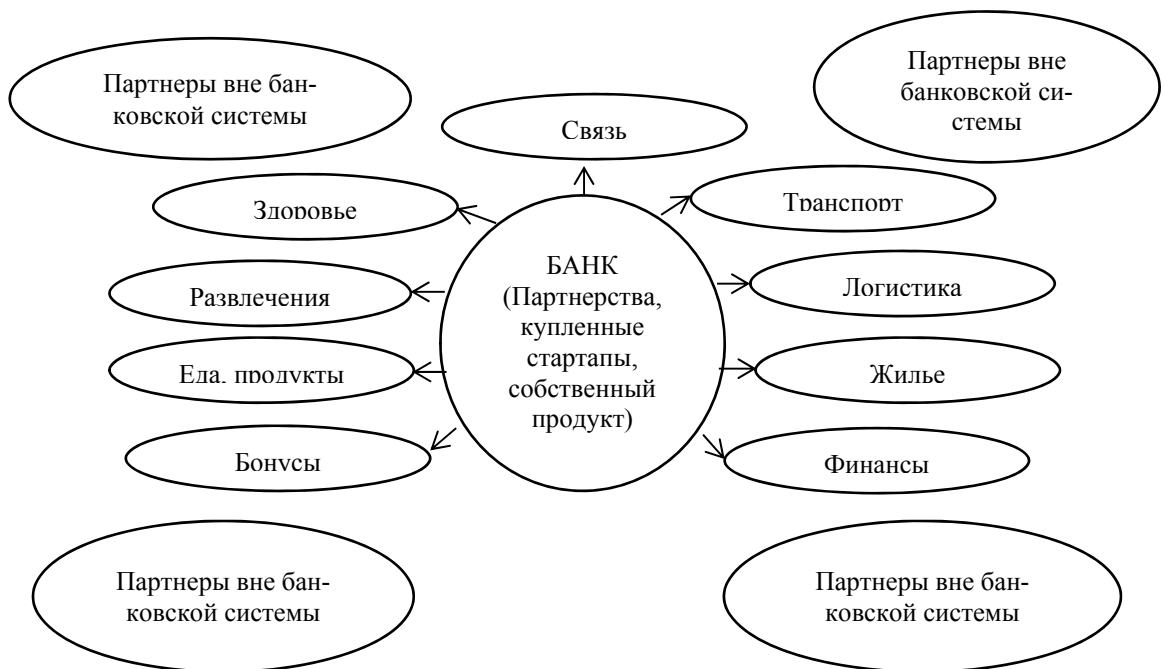 Партнеры вне бан-
ковской системы
Партнеры вне
банковской си-
стемы
Связь
Здоровье
Транспорт
БАНК
(Партнерства,
купленные
стартапы,
собственный
продукт)
Развлечения
Логистика
Еда, продукты
Жилье
Бонусы
Финансы
Партнеры вне бан-
ковской системы
Партнеры вне бан-
ковской системы